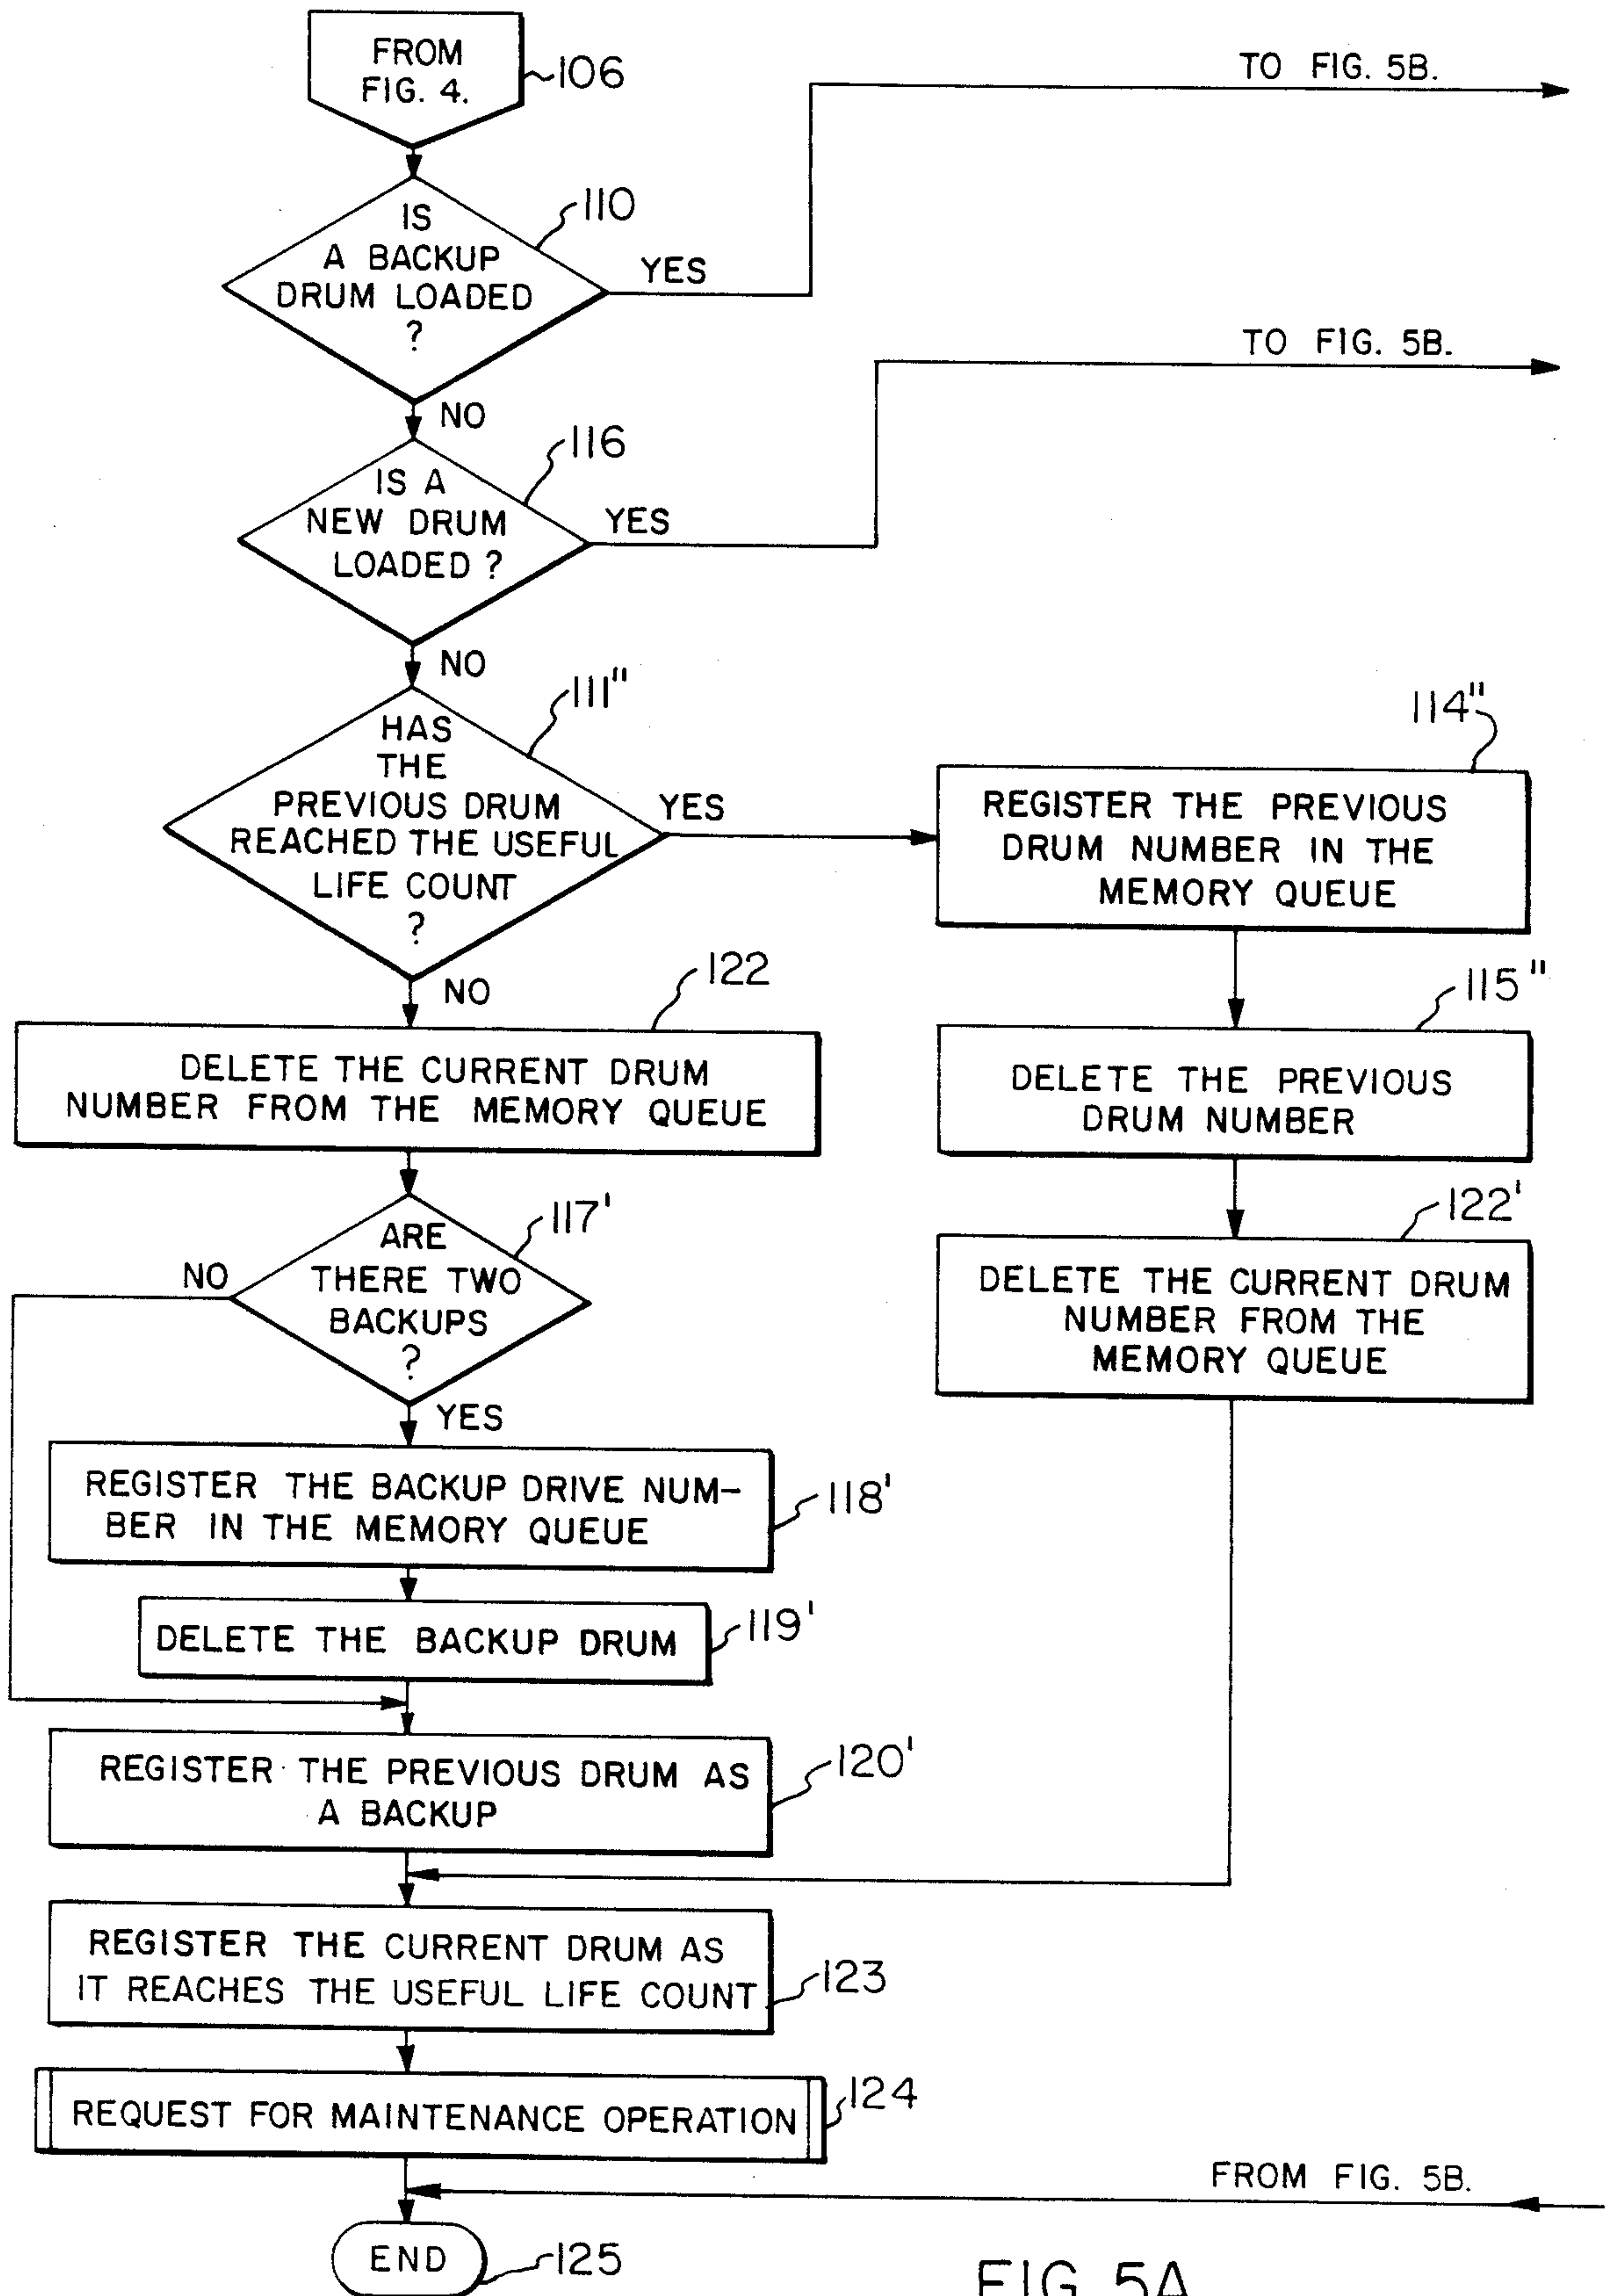 FROM
FIG. 4.
106
TO FIG. 5B.
IS
A BACKUP
DRUM LOADED
?
110
YES
NO
TO FIG. 5B.
IS A
NEW DRUM
LOADED ?
116
YES
NO
HAS
THE
PREVIOUS DRUM
REACHED THE USEFUL
LIFE COUNT
?
111"
YES
NO
114"
REGISTER THE PREVIOUS
DRUM NUMBER IN THE
MEMORY QUEUE
122
DELETE THE CURRENT DRUM
NUMBER FROM THE MEMORY QUEUE
115"
DELETE THE PREVIOUS
DRUM NUMBER
117'
ARE
THERE TWO
BACKUPS
?
NO
YES
122'
DELETE THE CURRENT DRUM
NUMBER FROM THE
MEMORY QUEUE
REGISTER THE BACKUP DRIVE NUM-
BER IN THE MEMORY QUEUE
118'
DELETE THE BACKUP DRUM
119'
REGISTER THE PREVIOUS DRUM AS
A BACKUP
120'
REGISTER THE CURRENT DRUM AS
IT REACHES THE USEFUL LIFE COUNT
123
REQUEST FOR MAINTENANCE OPERATION
124
FROM FIG. 5B.
END
125
FIG. 5A